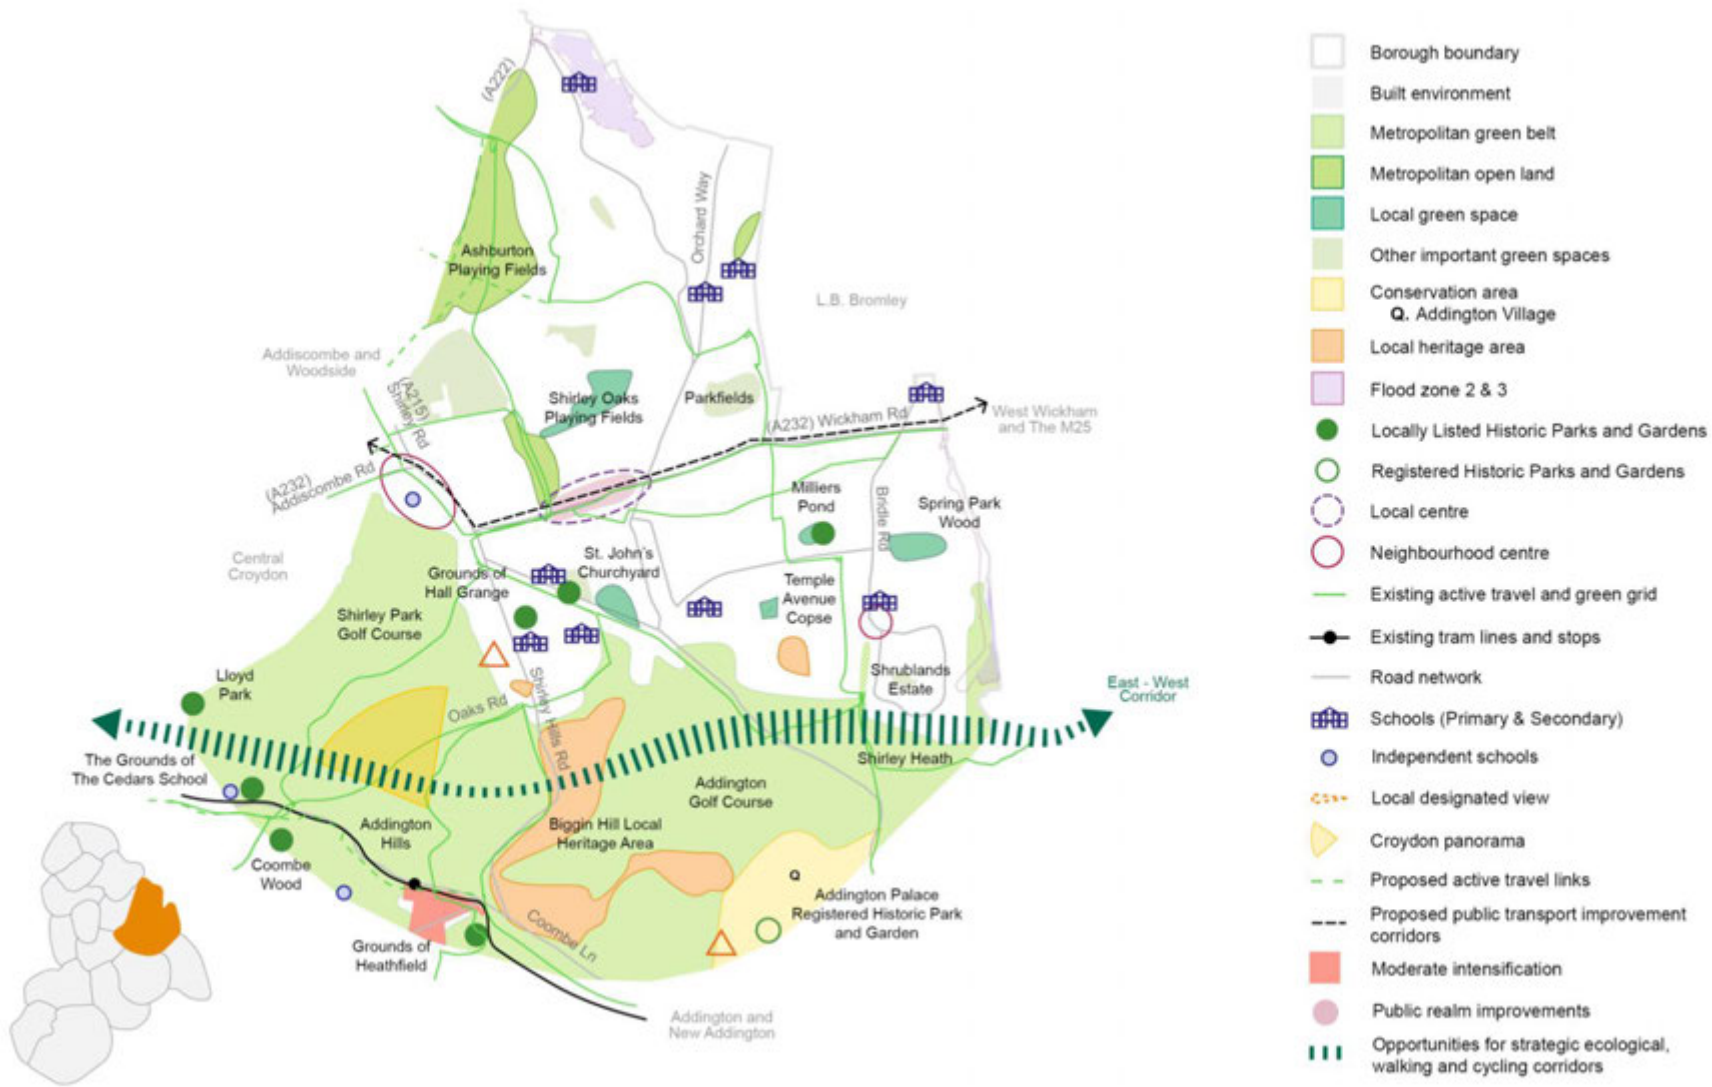 (A222)
Orchard Way
Ashburton
Playing Fields
L.B. Bromley
Addiscombe and
Woodside
(A215)
Shirley Rd
Shirley Oaks
Playing Fields
Parkfields
(A232) Wickham Rd
West Wickham
and The M25
(A232)
Addiscombe Rd
Milliers
Pond
Bridle Rd
Spring Park
Wood
Central
Croydon
Grounds of
Hall Grange
St. John's
Churchyard
Temple
Avenue
Copse
Shirley Park
Golf Course
Lloyd
Park
Shrublands
Estate
East - West
Corridor
Oaks Rd
Shirley Hills Rd
The Grounds of
The Cedars School
Shirley Heath
Addington
Golf Course
Addington
Hills
Biggin Hill Local
Heritage Area
Coombe
Wood
Q
Addington Palace
Registered Historic Park
and Garden
Coombe Ln
Grounds of
Heathfield
Addington and
New Addington
Borough boundary
Built environment
Metropolitan green belt
Metropolitan open land
Local green space
Other important green spaces
Conservation area
Q. Addington Village
Local heritage area
Flood zone 2 & 3
Locally Listed Historic Parks and Gardens
Registered Historic Parks and Gardens
Local centre
Neighbourhood centre
Existing active travel and green grid
Existing tram lines and stops
Road network
Schools (Primary & Secondary)
Independent schools
Local designated view
Croydon panorama
Proposed active travel links
Proposed public transport improvement
corridors
Moderate intensification
Public realm improvements
Opportunities for strategic ecological,
walking and cycling corridors